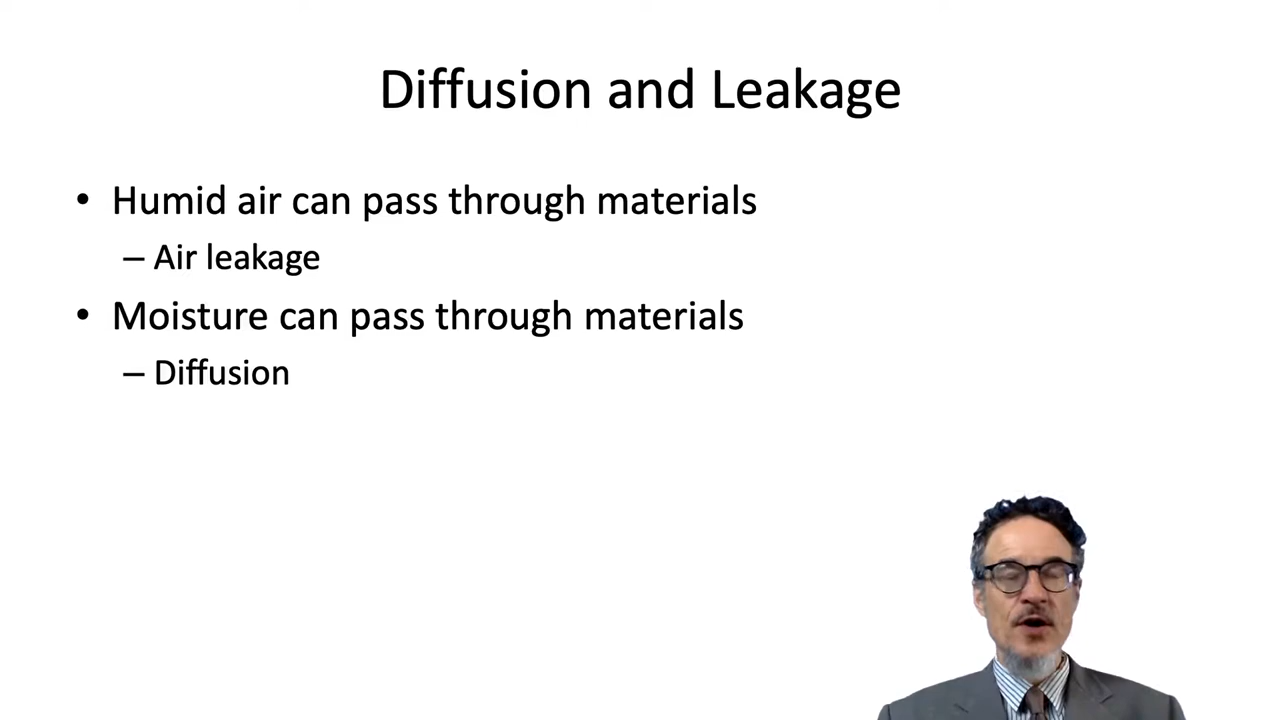 Diffusion and Leakage
• Humid air can pass through materials
– Air leakage
• Moisture can pass through materials
– Diffusion